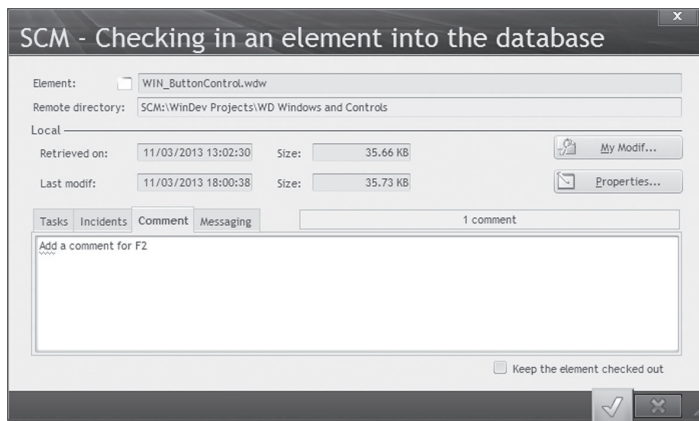 x
SCM - Checking in an element into the database
Element: WIN_ButtonControl.wdw
Remote directory: SCM:\WinDev Projects\WD Windows and Controls
Local
Retrieved on: 11/03/2013 13:02:30 Size: 35.66 KB My Modif...
Last modif: 11/03/2013 18:00:38 Size: 35.73 KB Properties...
Tasks Incidents Comment Messaging 1 comment
Add a comment for F2
Keep the element checked out